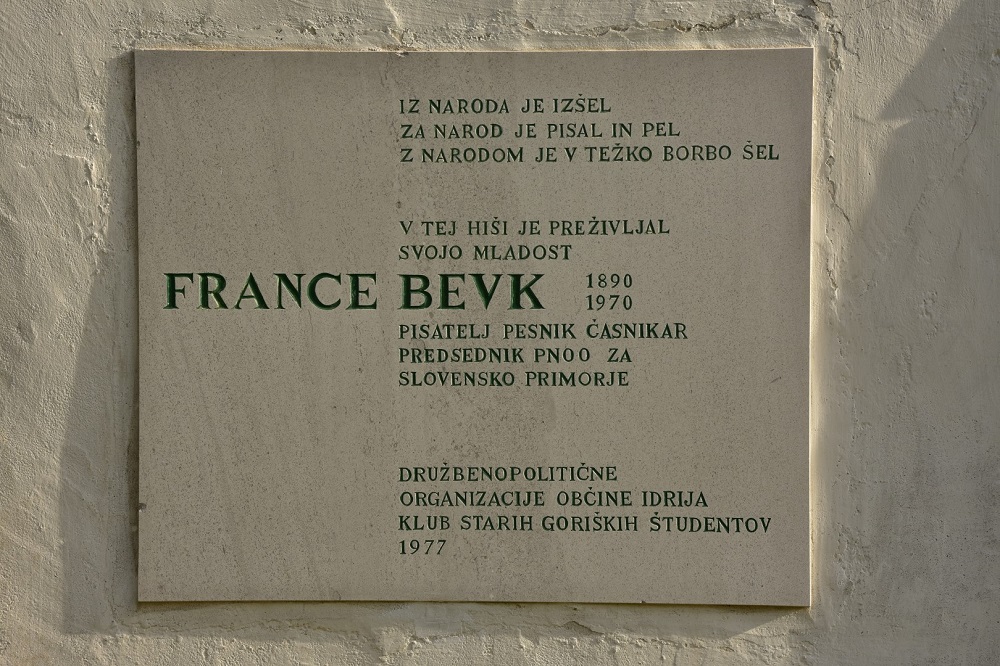 IZ NARODA JE IZŠEL
ZA NAROD JE PISAL IN PEL
Z NARODOM JE V TEŽKO BORBO ŠEL
V TEJ HIŠI JE PREŽIVLJAL
SVOJO MLADOST
FRANCE BEVK 1890
1970
PISATELJ PESNIK ČASNIKAR
PREDSEDNIK PNOO ZA
SLOVENSKO PRIMORJE
DRUŽBENOPOLITIČNE
ORGANIZACIJE OBČINE IDRIJA
KLUB STARIH GORIŠKIH ŠTUDENTOV
1977